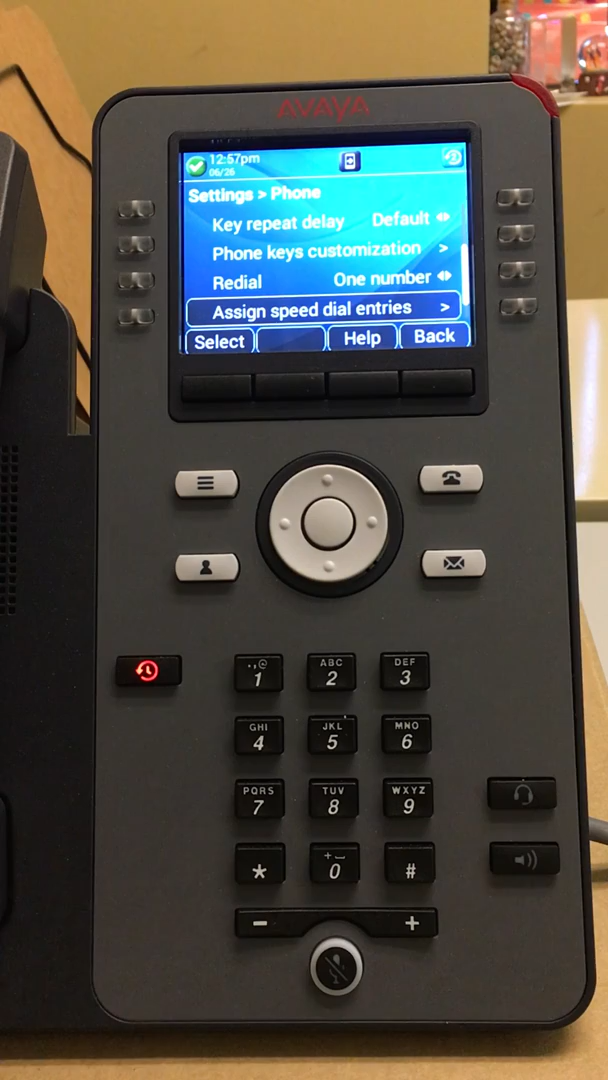 AVAYA
12:57pm
06/26
Settings > Phone
Key repeat delay Default
Phone keys customization >
Redial One number
Assign speed dial entries >
Select Help Back
.,@ ABC DEF
1 2 3
GHI JKL MNO
4 5 6
PQRS TUV WXYZ
7 8 9
+
* 0 #
- +